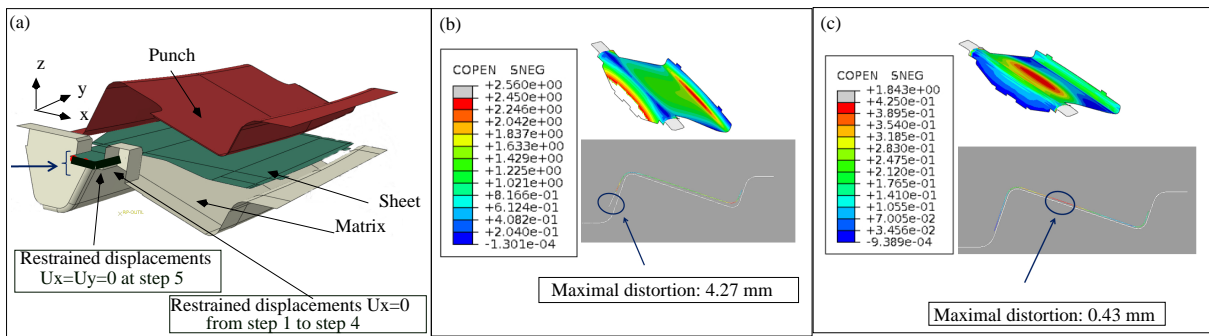 (a)
Punch
z
y
x
Sheet
Matrix
Restrained displacements
Ux=Uy=0 at step 5
Restrained displacements Ux=0
from step 1 to step 4
(b)
COPEN SNEG
+2.560e+00
+2.450e+00
+2.246e+00
+2.042e+00
+1.837e+00
+1.633e+00
+1.429e+00
+1.225e+00
+1.021e+00
+8.166e-01
+6.124e-01
+4.082e-01
+2.040e-01
-1.301e-04
Maximal distortion: 4.27 mm
(c)
COPEN SNEG
+1.843e+00
+4.250e-01
+3.895e-01
+3.540e-01
+3.185e-01
+2.830e-01
+2.475e-01
+2.120e-01
+1.765e-01
+1.410e-01
+1.055e-01
+7.005e-02
+3.456e-02
-9.389e-04
Maximal distortion: 0.43 mm